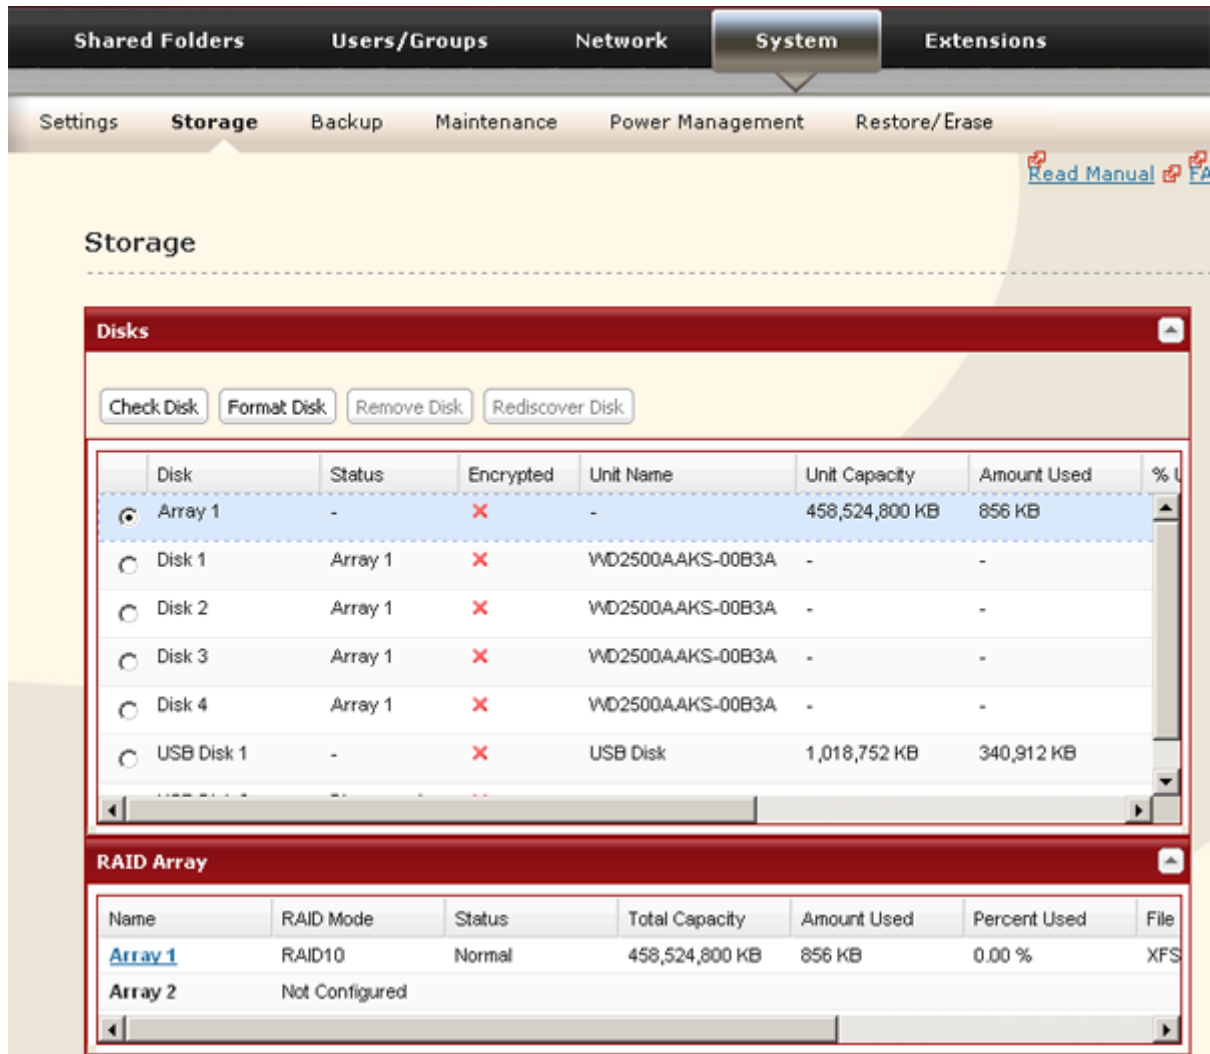 Shared Folders Users/Groups Network System Extensions
Settings Storage Backup Maintenance Power Management Restore/Erase
Read Manual
Storage
Disks
Check Disk Format Disk Remove Disk Rediscover Disk
Disk Status Encrypted Unit Name Unit Capacity Amount Used %
Array 1 - - 458,524,800 KB 856 KB
Disk 1 Array 1 WD2500AAKS-00B3A - -
Disk 2 Array 1 WD2500AAKS-00B3A - -
Disk 3 Array 1 WD2500AAKS-00B3A - -
Disk 4 Array 1 WD2500AAKS-00B3A - -
USB Disk 1 - USB Disk 1,018,752 KB 340,912 KB
RAID Array
Name RAID Mode Status Total Capacity Amount Used Percent Used File
Array 1 RAID10 Normal 458,524,800 KB 856 KB 0.00 % XFS
Array 2 Not Configured